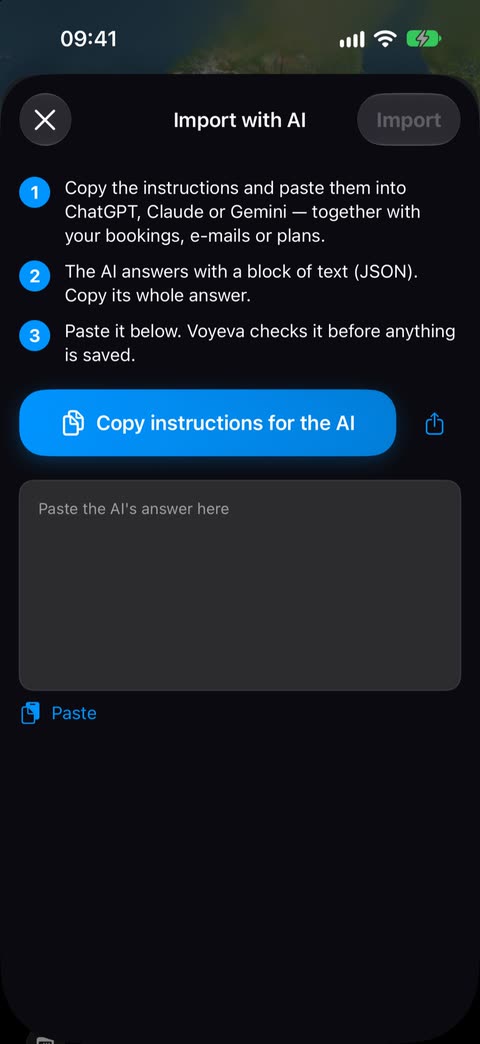 09:41
Import with AI
Import
1
Copy the instructions and paste them into
ChatGPT, Claude or Gemini — together with
your bookings, e-mails or plans.
2
The AI answers with a block of text (JSON).
Copy its whole answer.
3
Paste it below. Voyeva checks it before anything
is saved.
Copy instructions for the AI
Paste the AI's answer here
Paste